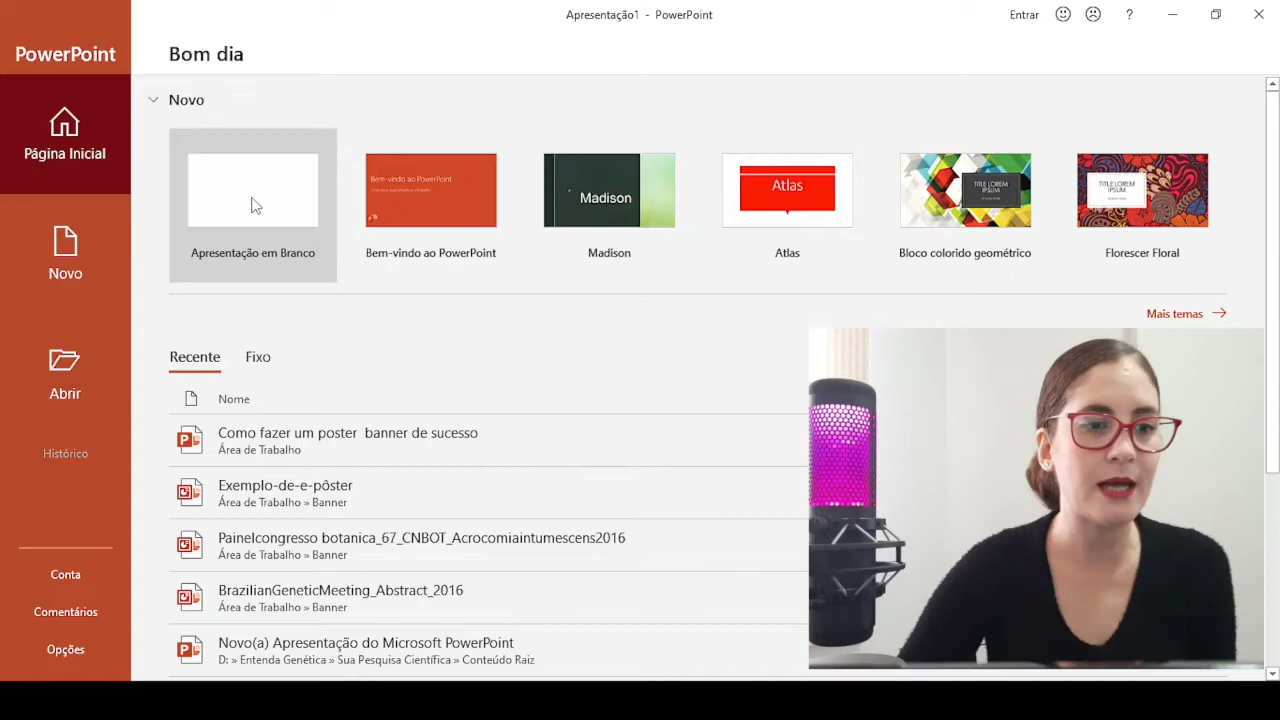 Apresentação1 - PowerPoint
Entrar
?
PowerPoint
Bom dia
Página Inicial
Novo
Abrir
Histórico
Conta
Comentários
Opções
Novo
Bem-vindo ao PowerPoint
Madison
Atlas
TITLE LOREM
IPSUM
TITLE LOREM
IPSUM
Apresentação em Branco
Bem-vindo ao PowerPoint
Madison
Atlas
Bloco colorido geométrico
Florescer Floral
Mais temas
Recente
Fixo
Nome
Como fazer um poster banner de sucesso
Área de Trabalho
Exemplo-de-e-pôster
Área de Trabalho » Banner
Painelcongresso botanica_67_CNBOT_Acrocomiaintumescens2016
Área de Trabalho » Banner
BrazilianGeneticMeeting_Abstract_2016
Área de Trabalho » Banner
Novo(a) Apresentação do Microsoft PowerPoint
D: » Entenda Genética » Sua Pesquisa Científica » Conteúdo Raiz